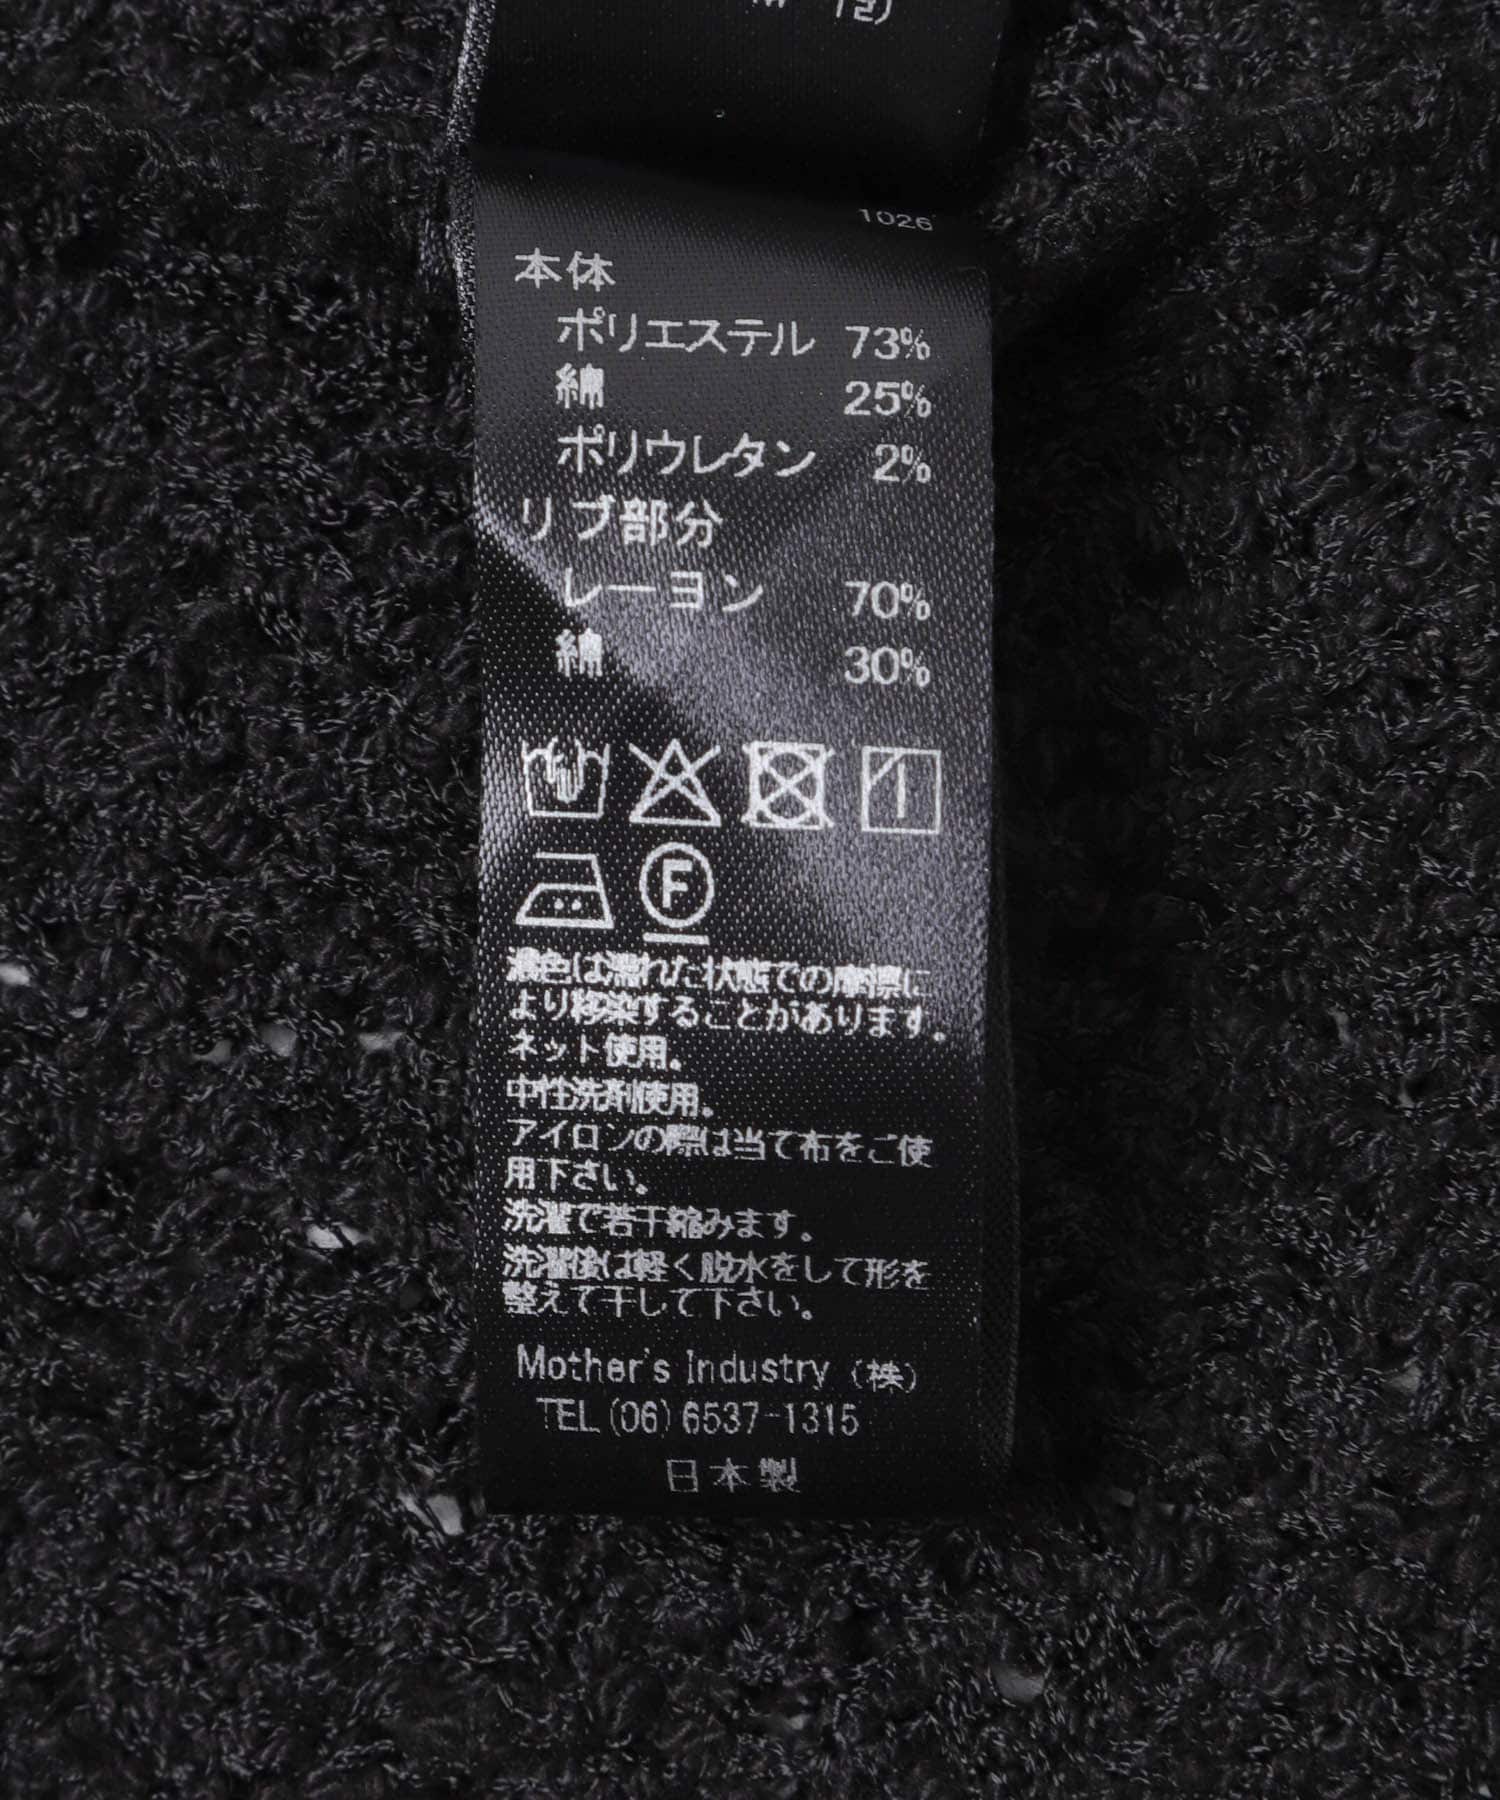 1026
本体
ポリエステル 73%
綿 25%
ポリウレタン 2%
リブ部分
レーヨン 70%
綿 30%
F
濃色は濡れた状態での摩擦に
より移染することがあります。
ネット使用。
中性洗剤使用。
アイロンの際は当て布をご使
用下さい。
洗濯で若干縮みます。
洗濯後は軽く脱水をして形を
整えて干して下さい。
Mother's Industry (株)
TEL (06) 6537-1315
日本製